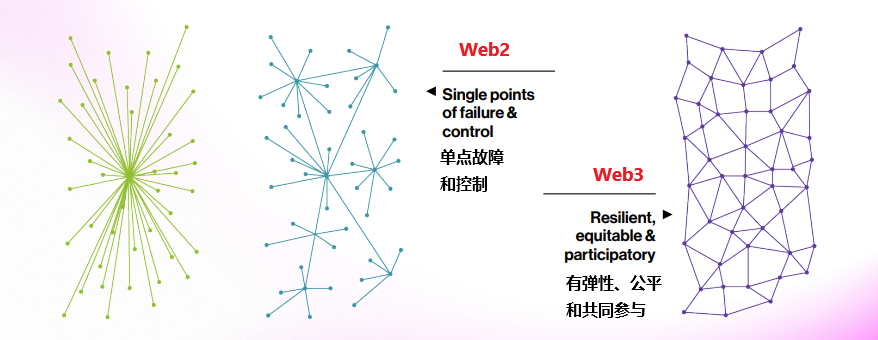 Web2
Single points
of failure &
control
单点故障
和控制
Web3
Resilient,
equitable &
participatory
有弹性、公平
和共同参与